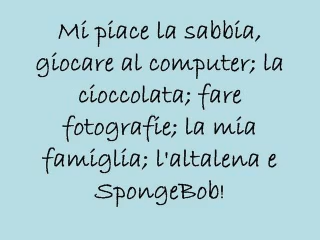 Mi piace la sabbia,
giocare al computer; la
cioccolata; fare
fotografie; la mia
famiglia; l'altalena e
SpongeBob!